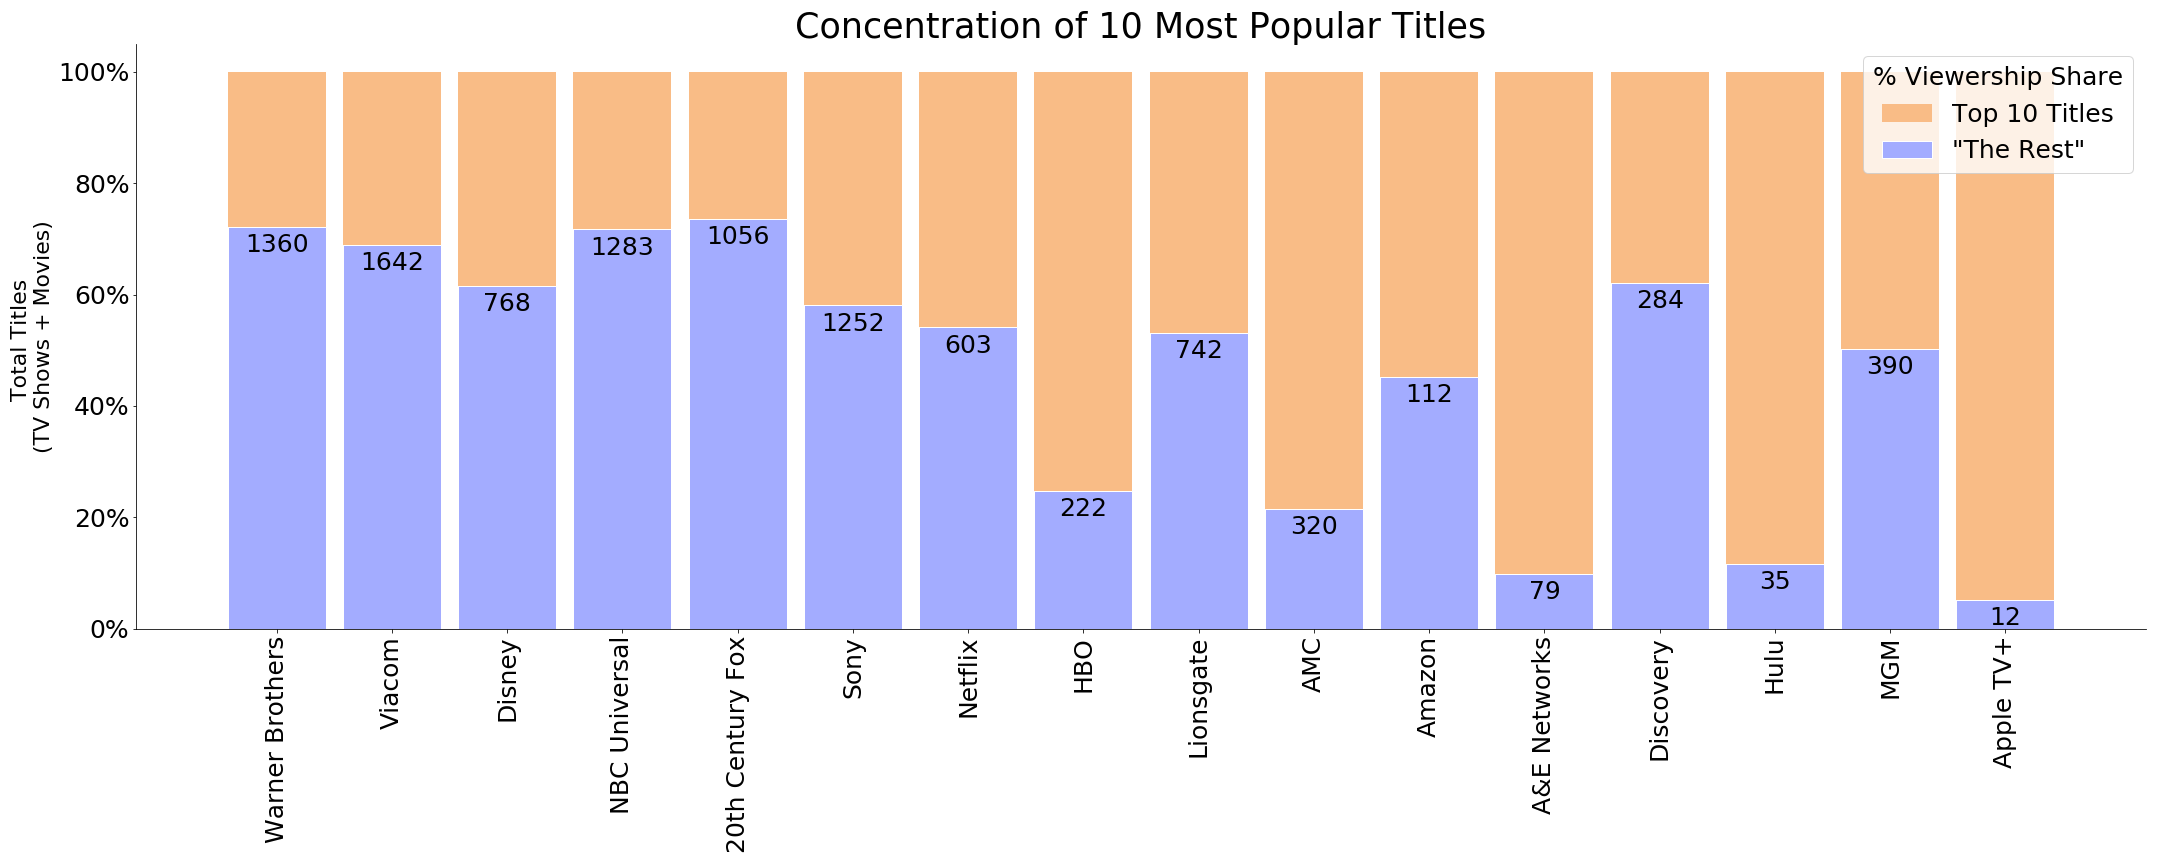 Concentration of 10 Most Popular Titles
% Viewership Share
Top 10 Titles
"The Rest"
Total Titles
(TV Shows + Movies)
100%
80%
60%
40%
20%
0%
1360
1642
768
1283
1056
1252
603
222
742
320
112
79
284
35
390
12
Warner Brothers
Viacom
Disney
NBC Universal
20th Century Fox
Sony
Netflix
HBO
Lionsgate
AMC
Amazon
A&E Networks
Discovery
Hulu
MGM
Apple TV+